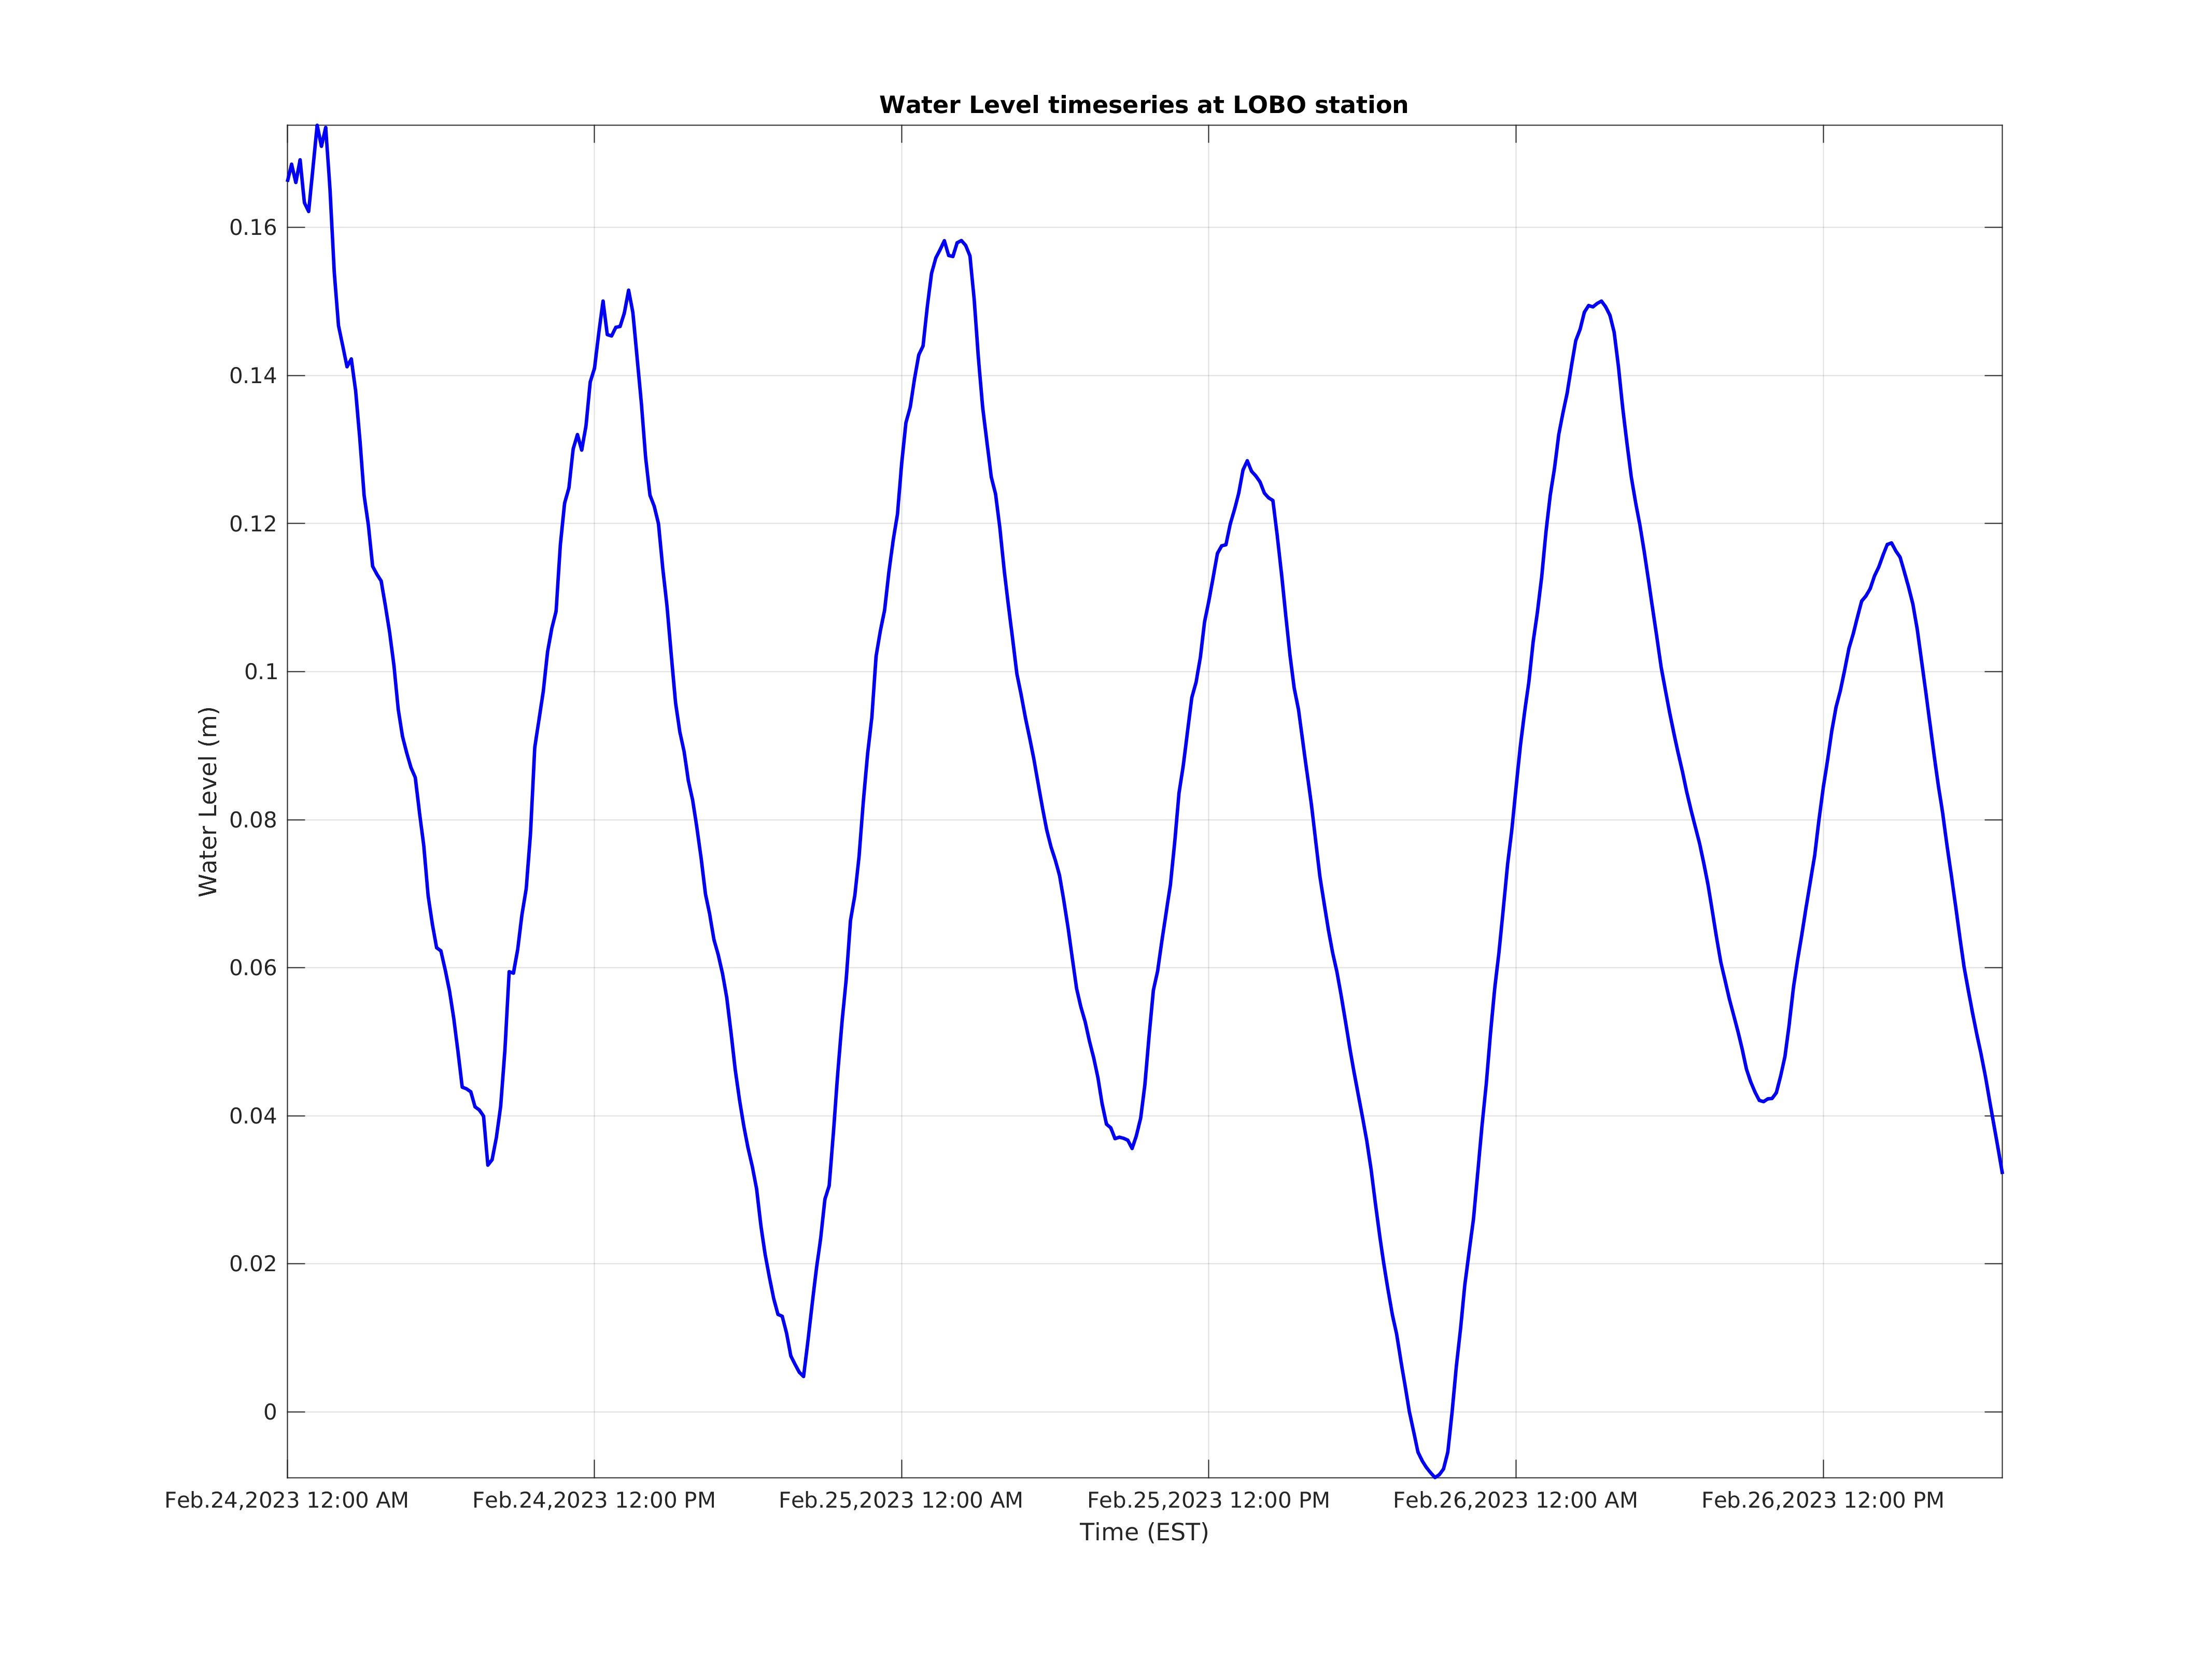 Water Level timeseries at LOBO station
0.16
0.14
0.12
0.1
0.08
0.06
0.04
0.02
0
Water Level (m)
Feb.24,2023 12:00 AM
Feb.24,2023 12:00 PM
Feb.25,2023 12:00 AM
Feb.25,2023 12:00 PM
Feb.26,2023 12:00 AM
Feb.26,2023 12:00 PM
Time (EST)